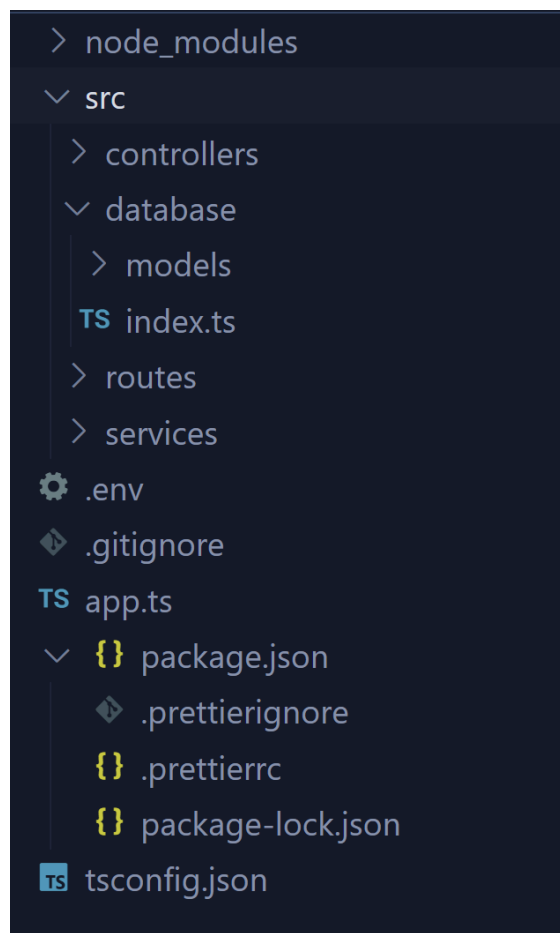 node_modules
src
controllers
database
models
TS index.ts
routes
services
.env
.gitignore
TS app.ts
{} package.json
.prettierignore
{} .prettierrc
{} package-lock.json
TS tsconfig.json